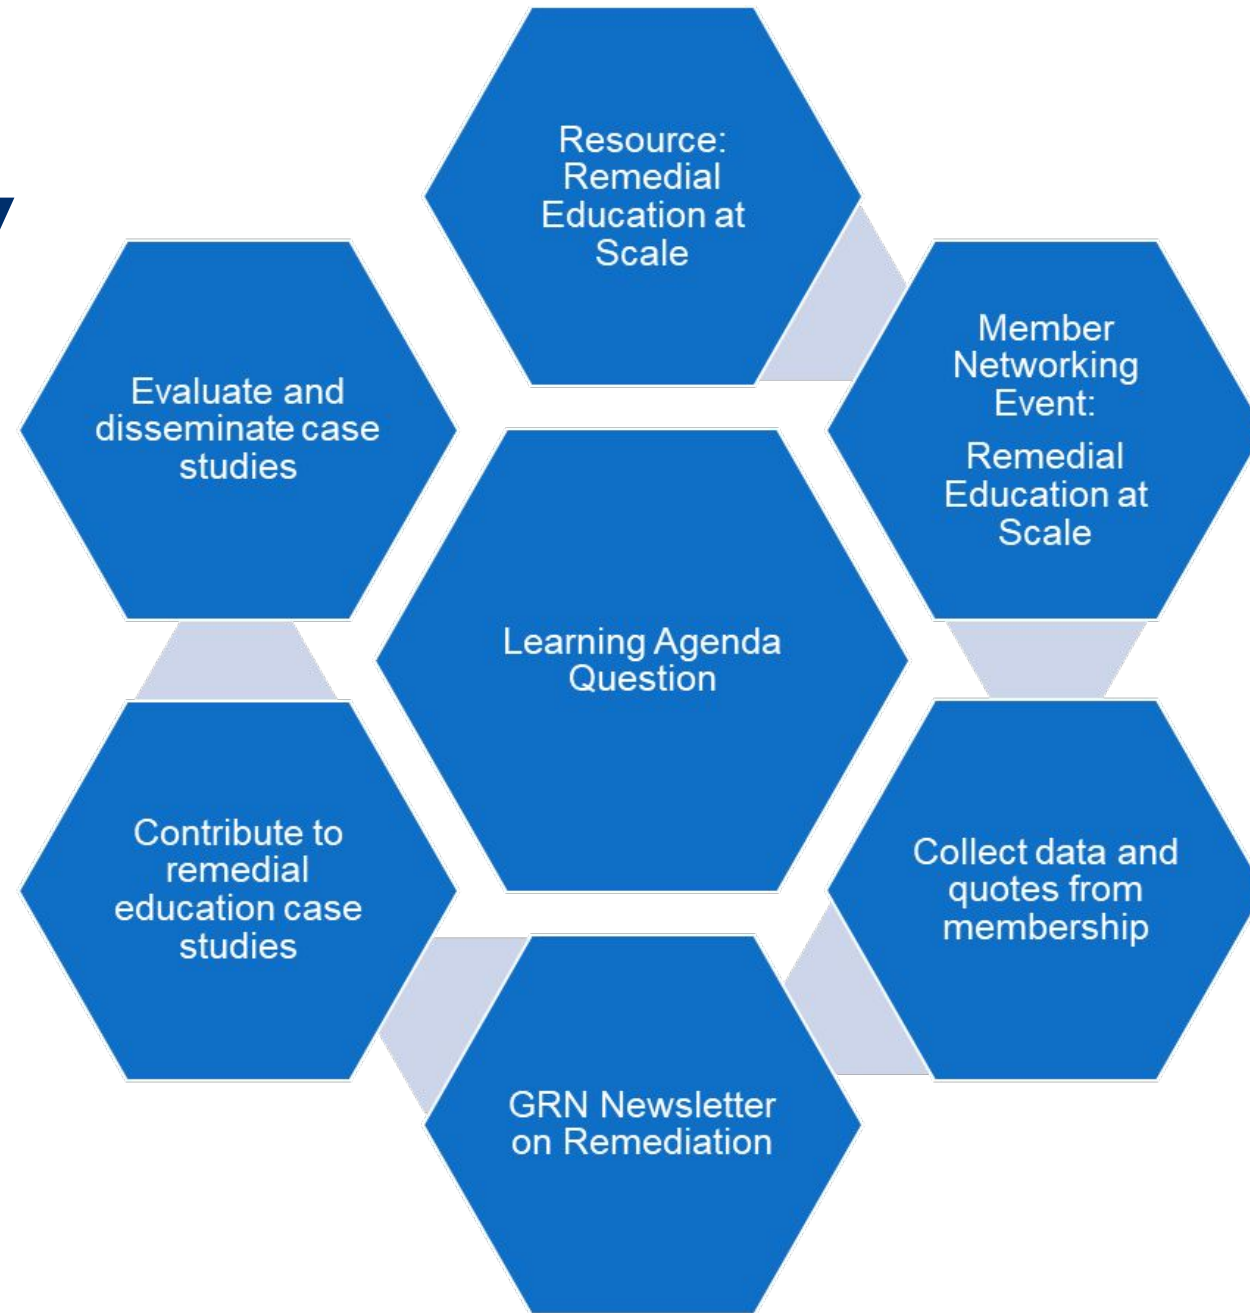 Resource:
Remedial
Education at
Scale
Member
Networking
Event:
Remedial
Education at
Scale
Collect data and
quotes from
membership
GRN Newsletter
on Remediation
Contribute to
remedial
education case
studies
Evaluate and
disseminate case
studies
Learning Agenda
Question